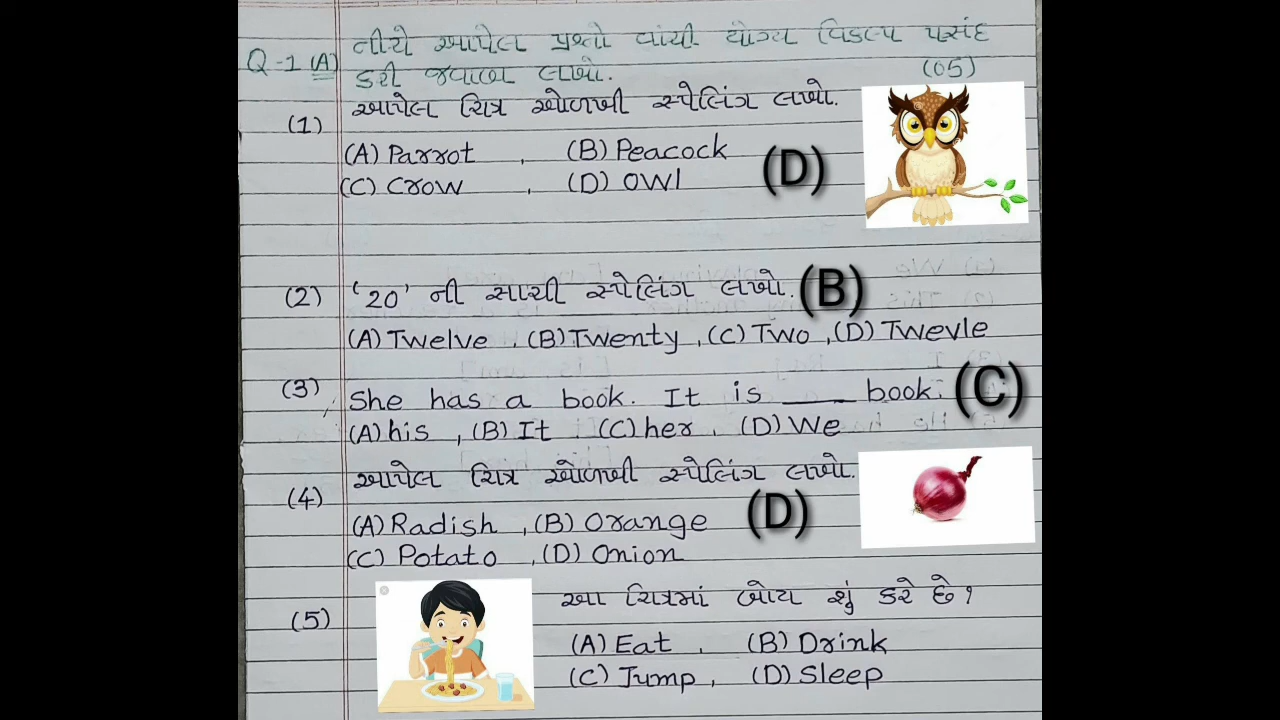 Q-1 (A) નીચે આપેલ પ્રશ્નો વાંચી યોગ્ય વિકલ્પ પસંદ
કરી જવાબ લખો. (05)
(1) આપેલ ચિત્ર ઓળખી સ્પેલિંગ લખો.
(A) Parrot , (B) Peacock
(C) Crow , (D) Owl (D)
(2) '20' ની સાચી સ્પેલિંગ લખો. (B)
(A) Twelve , (B) Twenty , (C) Two , (D) Twevle
(3) She has a book. It is ____ book. (C)
(A) his , (B) It , (C) her , (D) We
(4) આપેલ ચિત્ર ઓળખી સ્પેલિંગ લખો.
(A) Radish , (B) Orange (D)
(C) Potato , (D) Onion
(5) આ ચિત્રમાં બોય શું કરે છે?
(A) Eat , (B) Drink
(C) Jump , (D) Sleep